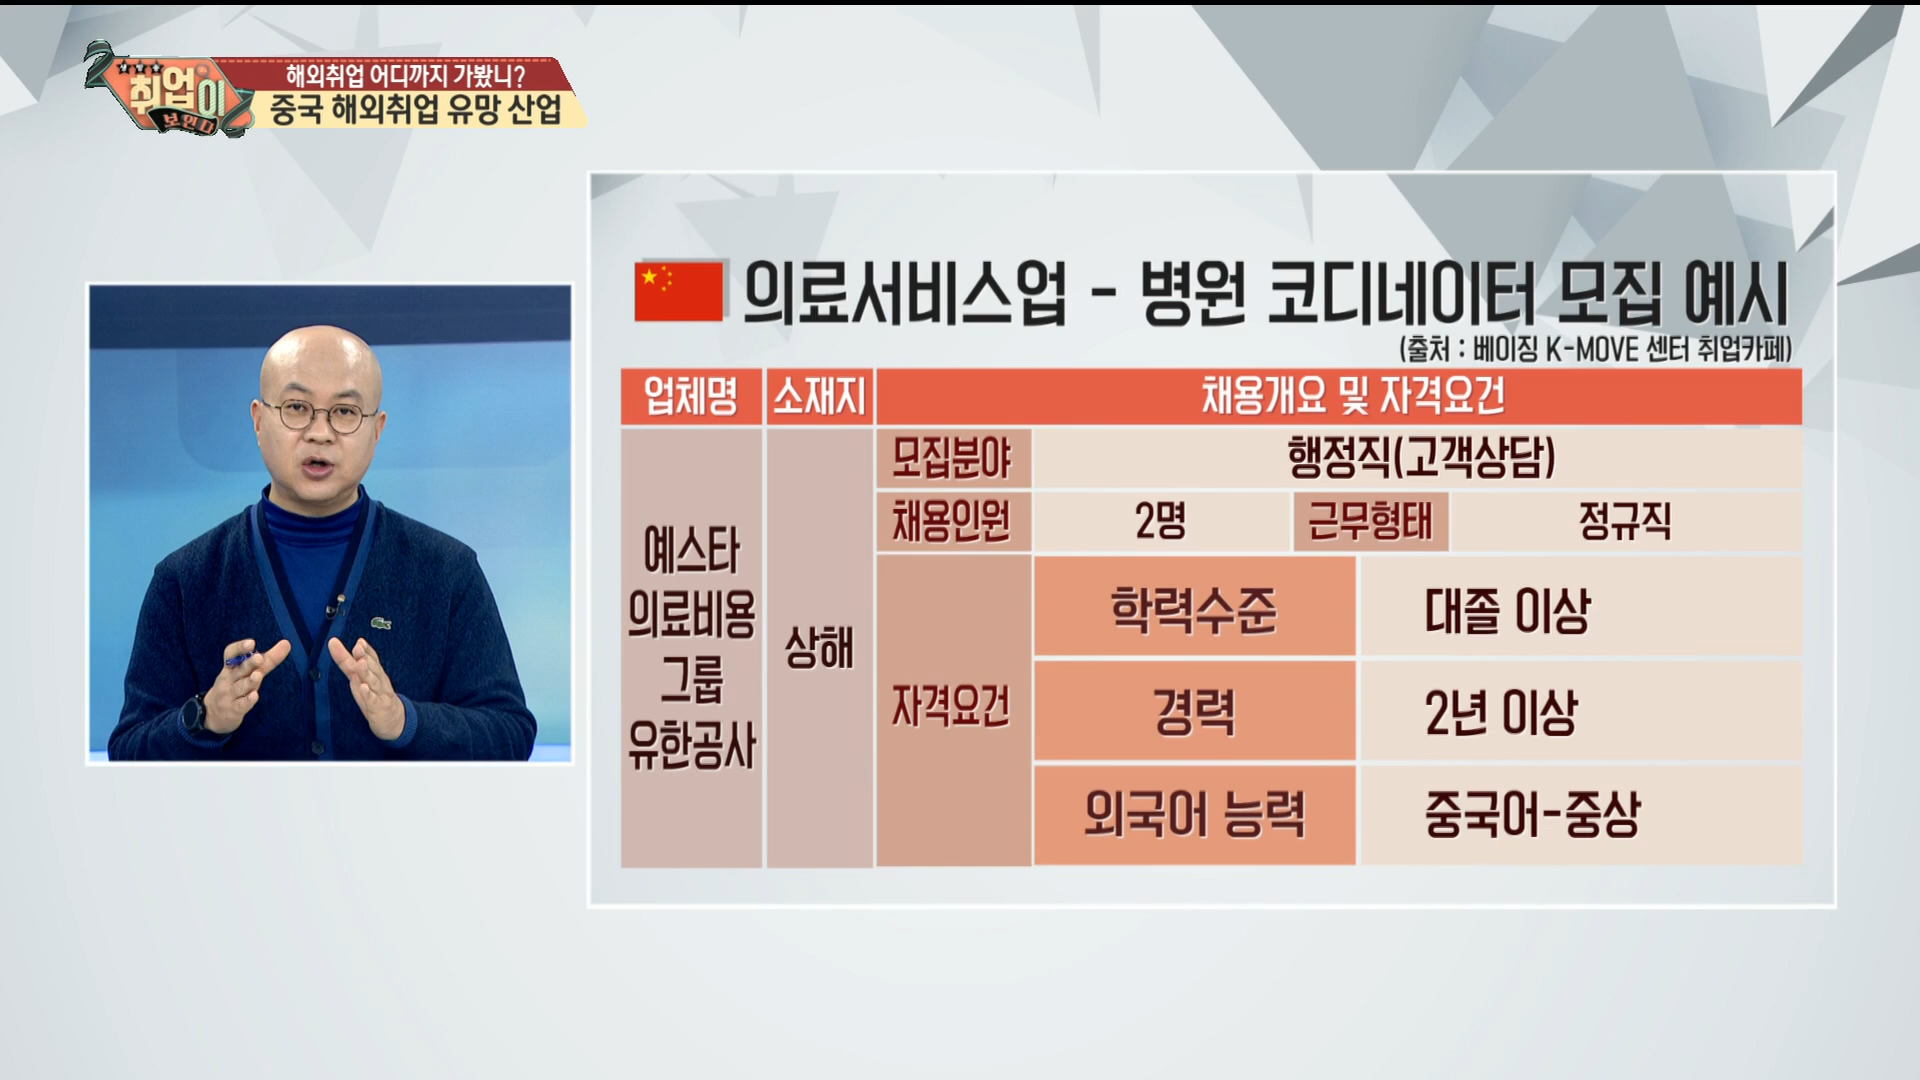 취업이
보인다
해외취업 어디까지 가봤니?
중국 해외취업 유망 산업
의료서비스업 - 병원 코디네이터 모집 예시
(출처 : 베이징 K-MOVE 센터 취업카페)
업체명 소재지 채용개요 및 자격요건
예스타
의료비용
그룹
유한공사
상해
모집분야 행정직(고객상담)
채용인원 2명 근무형태 정규직
자격요건
학력수준 대졸 이상
경력 2년 이상
외국어 능력 중국어-중상